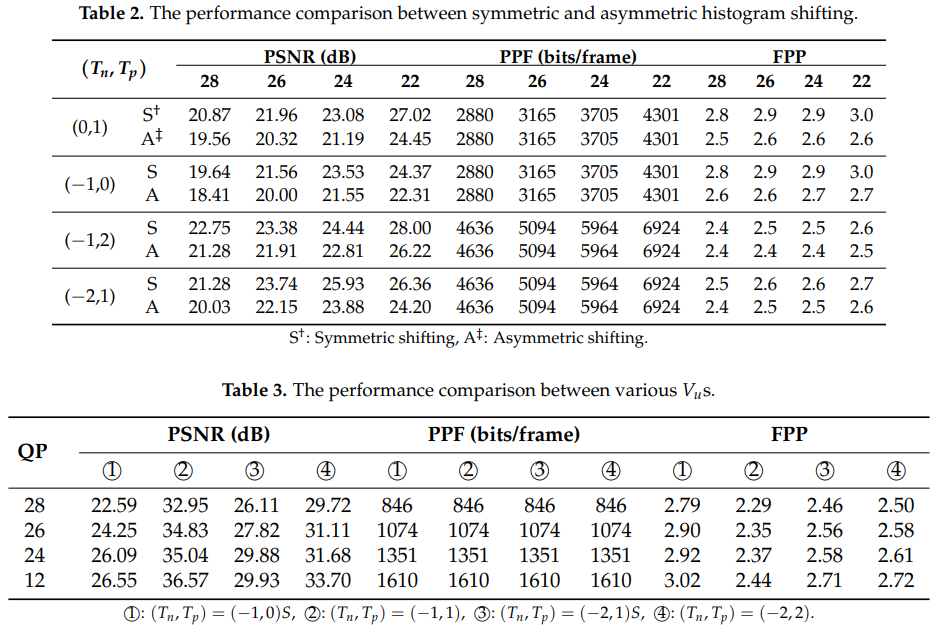 Table 2. The performance comparison between symmetric and asymmetric histogram shifting.
(Tn, Tp) PSNR (dB) PPF (bits/frame) FPP
28 26 24 22 28 26 24 22 28 26 24 22
(0,1) S† 20.87 21.96 23.08 27.02 2880 3165 3705 4301 2.8 2.9 2.9 3.0
A‡ 19.56 20.32 21.19 24.45 2880 3165 3705 4301 2.5 2.6 2.6 2.6
(−1,0) S 19.64 21.56 23.53 24.37 2880 3165 3705 4301 2.8 2.9 2.9 3.0
A 18.41 20.00 21.55 22.31 2880 3165 3705 4301 2.6 2.6 2.7 2.7
(−1,2) S 22.75 23.38 24.44 28.00 4636 5094 5964 6924 2.4 2.5 2.5 2.6
A 21.28 21.91 22.81 26.22 4636 5094 5964 6924 2.4 2.4 2.4 2.5
(−2,1) S 21.28 23.74 25.93 26.36 4636 5094 5964 6924 2.5 2.6 2.6 2.7
A 20.03 22.15 23.88 24.20 4636 5094 5964 6924 2.4 2.5 2.5 2.6
S†: Symmetric shifting, A‡: Asymmetric shifting.
Table 3. The performance comparison between various Vus.
QP PSNR (dB) PPF (bits/frame) FPP
① ② ③ ④ ① ② ③ ④ ① ② ③ ④
28 22.59 32.95 26.11 29.72 846 846 846 846 2.79 2.29 2.46 2.50
26 24.25 34.83 27.82 31.11 1074 1074 1074 1074 2.90 2.35 2.56 2.58
24 26.09 35.04 29.88 31.68 1351 1351 1351 1351 2.92 2.37 2.58 2.61
12 26.55 36.57 29.93 33.70 1610 1610 1610 1610 3.02 2.44 2.71 2.72
①: (Tn, Tp) = (−1, 0)S, ②: (Tn, Tp) = (−1, 1), ③: (Tn, Tp) = (−2, 1)S, ④: (Tn, Tp) = (−2, 2).